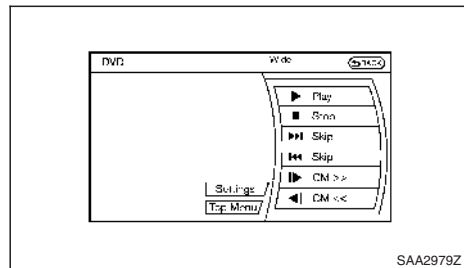 DVD Wide BACK
Play
Stop
Skip
Skip
CM >>
Settings
CM <<
Top Menu
SAA2979Z